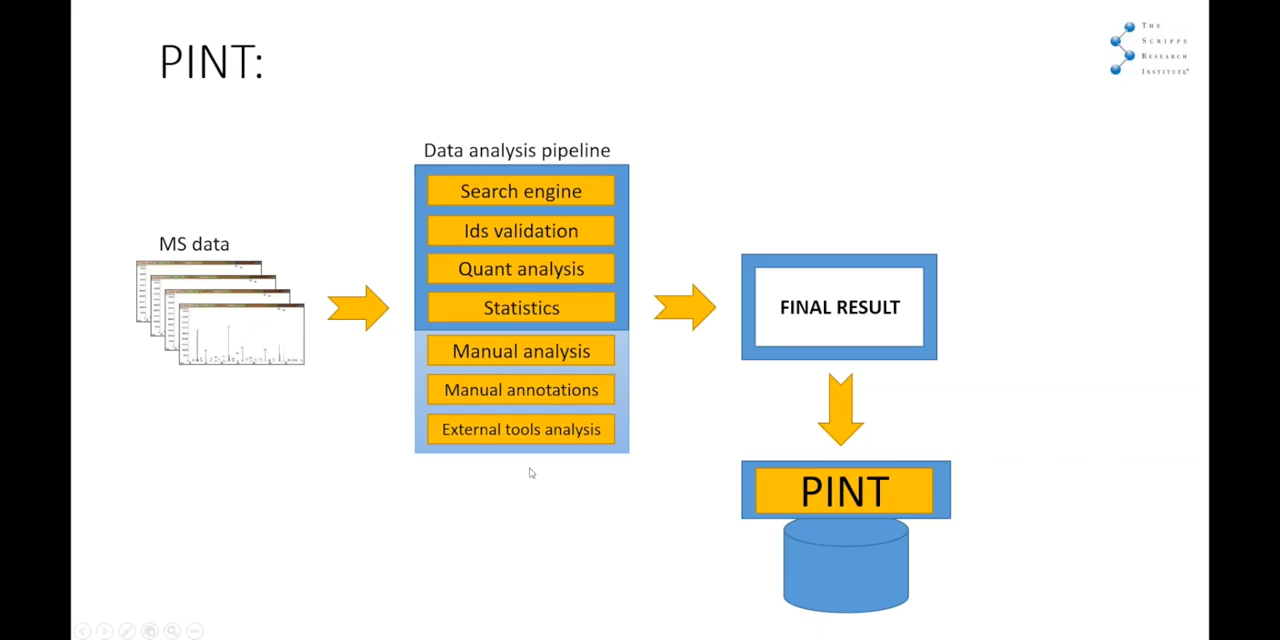 PINT:
THE
SCRIPPS
RESEARCH
INSTITUTE
Data analysis pipeline
Search engine
Ids validation
Quant analysis
Statistics
Manual analysis
Manual annotations
External tools analysis
MS data
FINAL RESULT
PINT